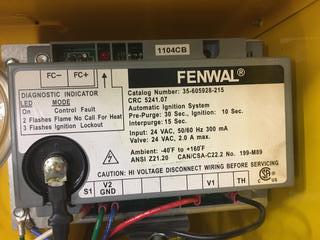 1104CB
FC- FC+
FENWAL®
DIAGNOSTIC INDICATOR
LED MODE
On Control Fault
2 Flashes Flame No Call For Heat
3 Flashes Ignition Lockout
Catalog Number: 35-605928-215
CRC 5241.07
Automatic Ignition System
Pre-Purge: 30 Sec., Ignition: 10 Sec.
Interpurge: 15 Sec.
Input: 24 VAC, 50/60 Hz 300 mA
Valve: 24 VAC, 2.0 A max.
Ambient: -40°F to +160°F
ANSI Z21.20 CAN/CSA-C22.2 No. 199-M89
CAUTION: HI VOLTAGE DISCONNECT WIRING BEFORE SERVICING
S1 V2 GND V1 TH